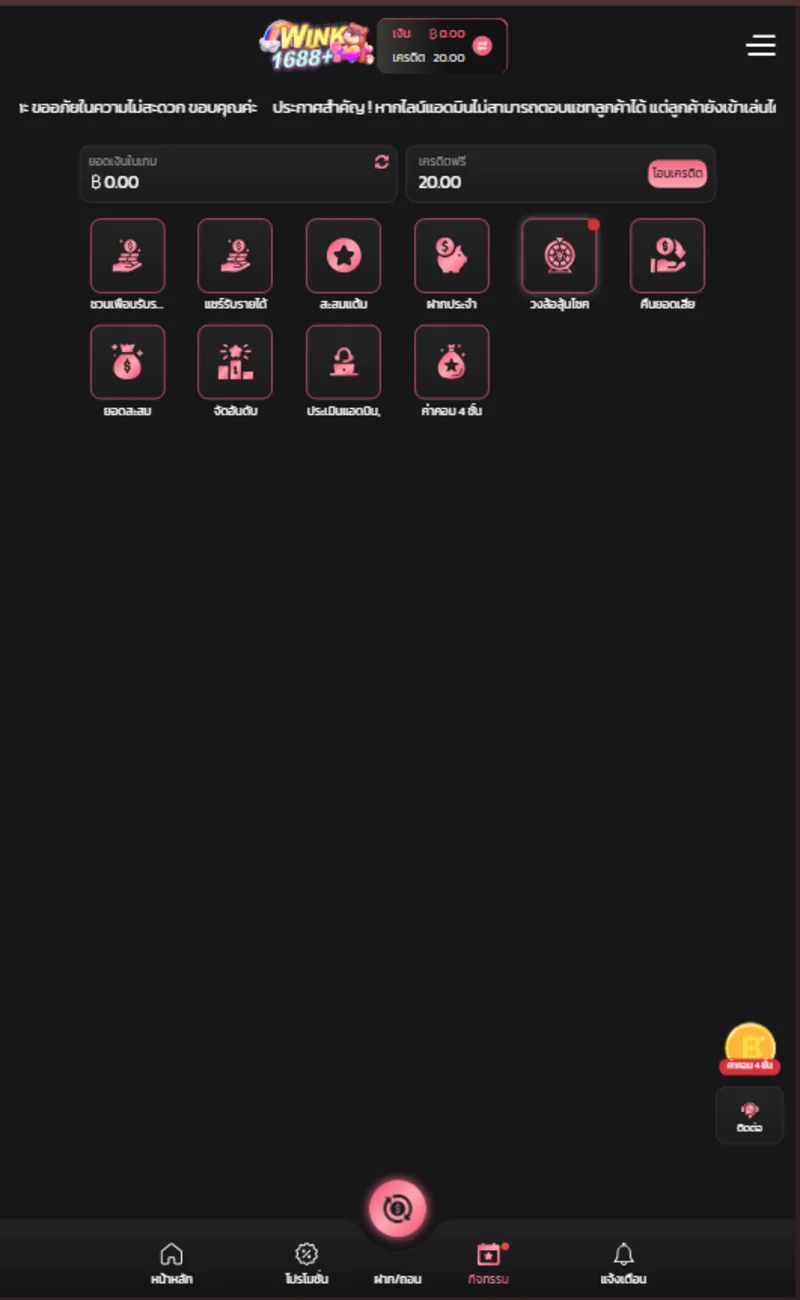 WINK
1688+
เงิน ฿ 0.00
เครดิต 20.00
ขออภัยในความไม่สะดวก ขอบคุณค่ะ ประกาศสำคัญ ! หากไลน์แอดมินไม่สามารถตอบแชทลูกค้าได้ แต่ลูกค้ายังเข้าเล่นได้
ยอดเงินในเกม
฿ 0.00
เครดิตฟรี
20.00
โอนเครดิต
ชวนเพื่อนรับร...
แชร์รับรายได้
สะสมแต้ม
ฝากประจำ
วงล้อลุ้นโชค
คืนยอดเสีย
ยอดสะสม
จัดอันดับ
ประเมินแอดมิน,
ค่าคอม 4 ชั้น
ค่าคอม 4 ชั้น
ติดต่อ
หน้าหลัก
โปรโมชั่น
ฝาก/ถอน
กิจกรรม
แจ้งเตือน